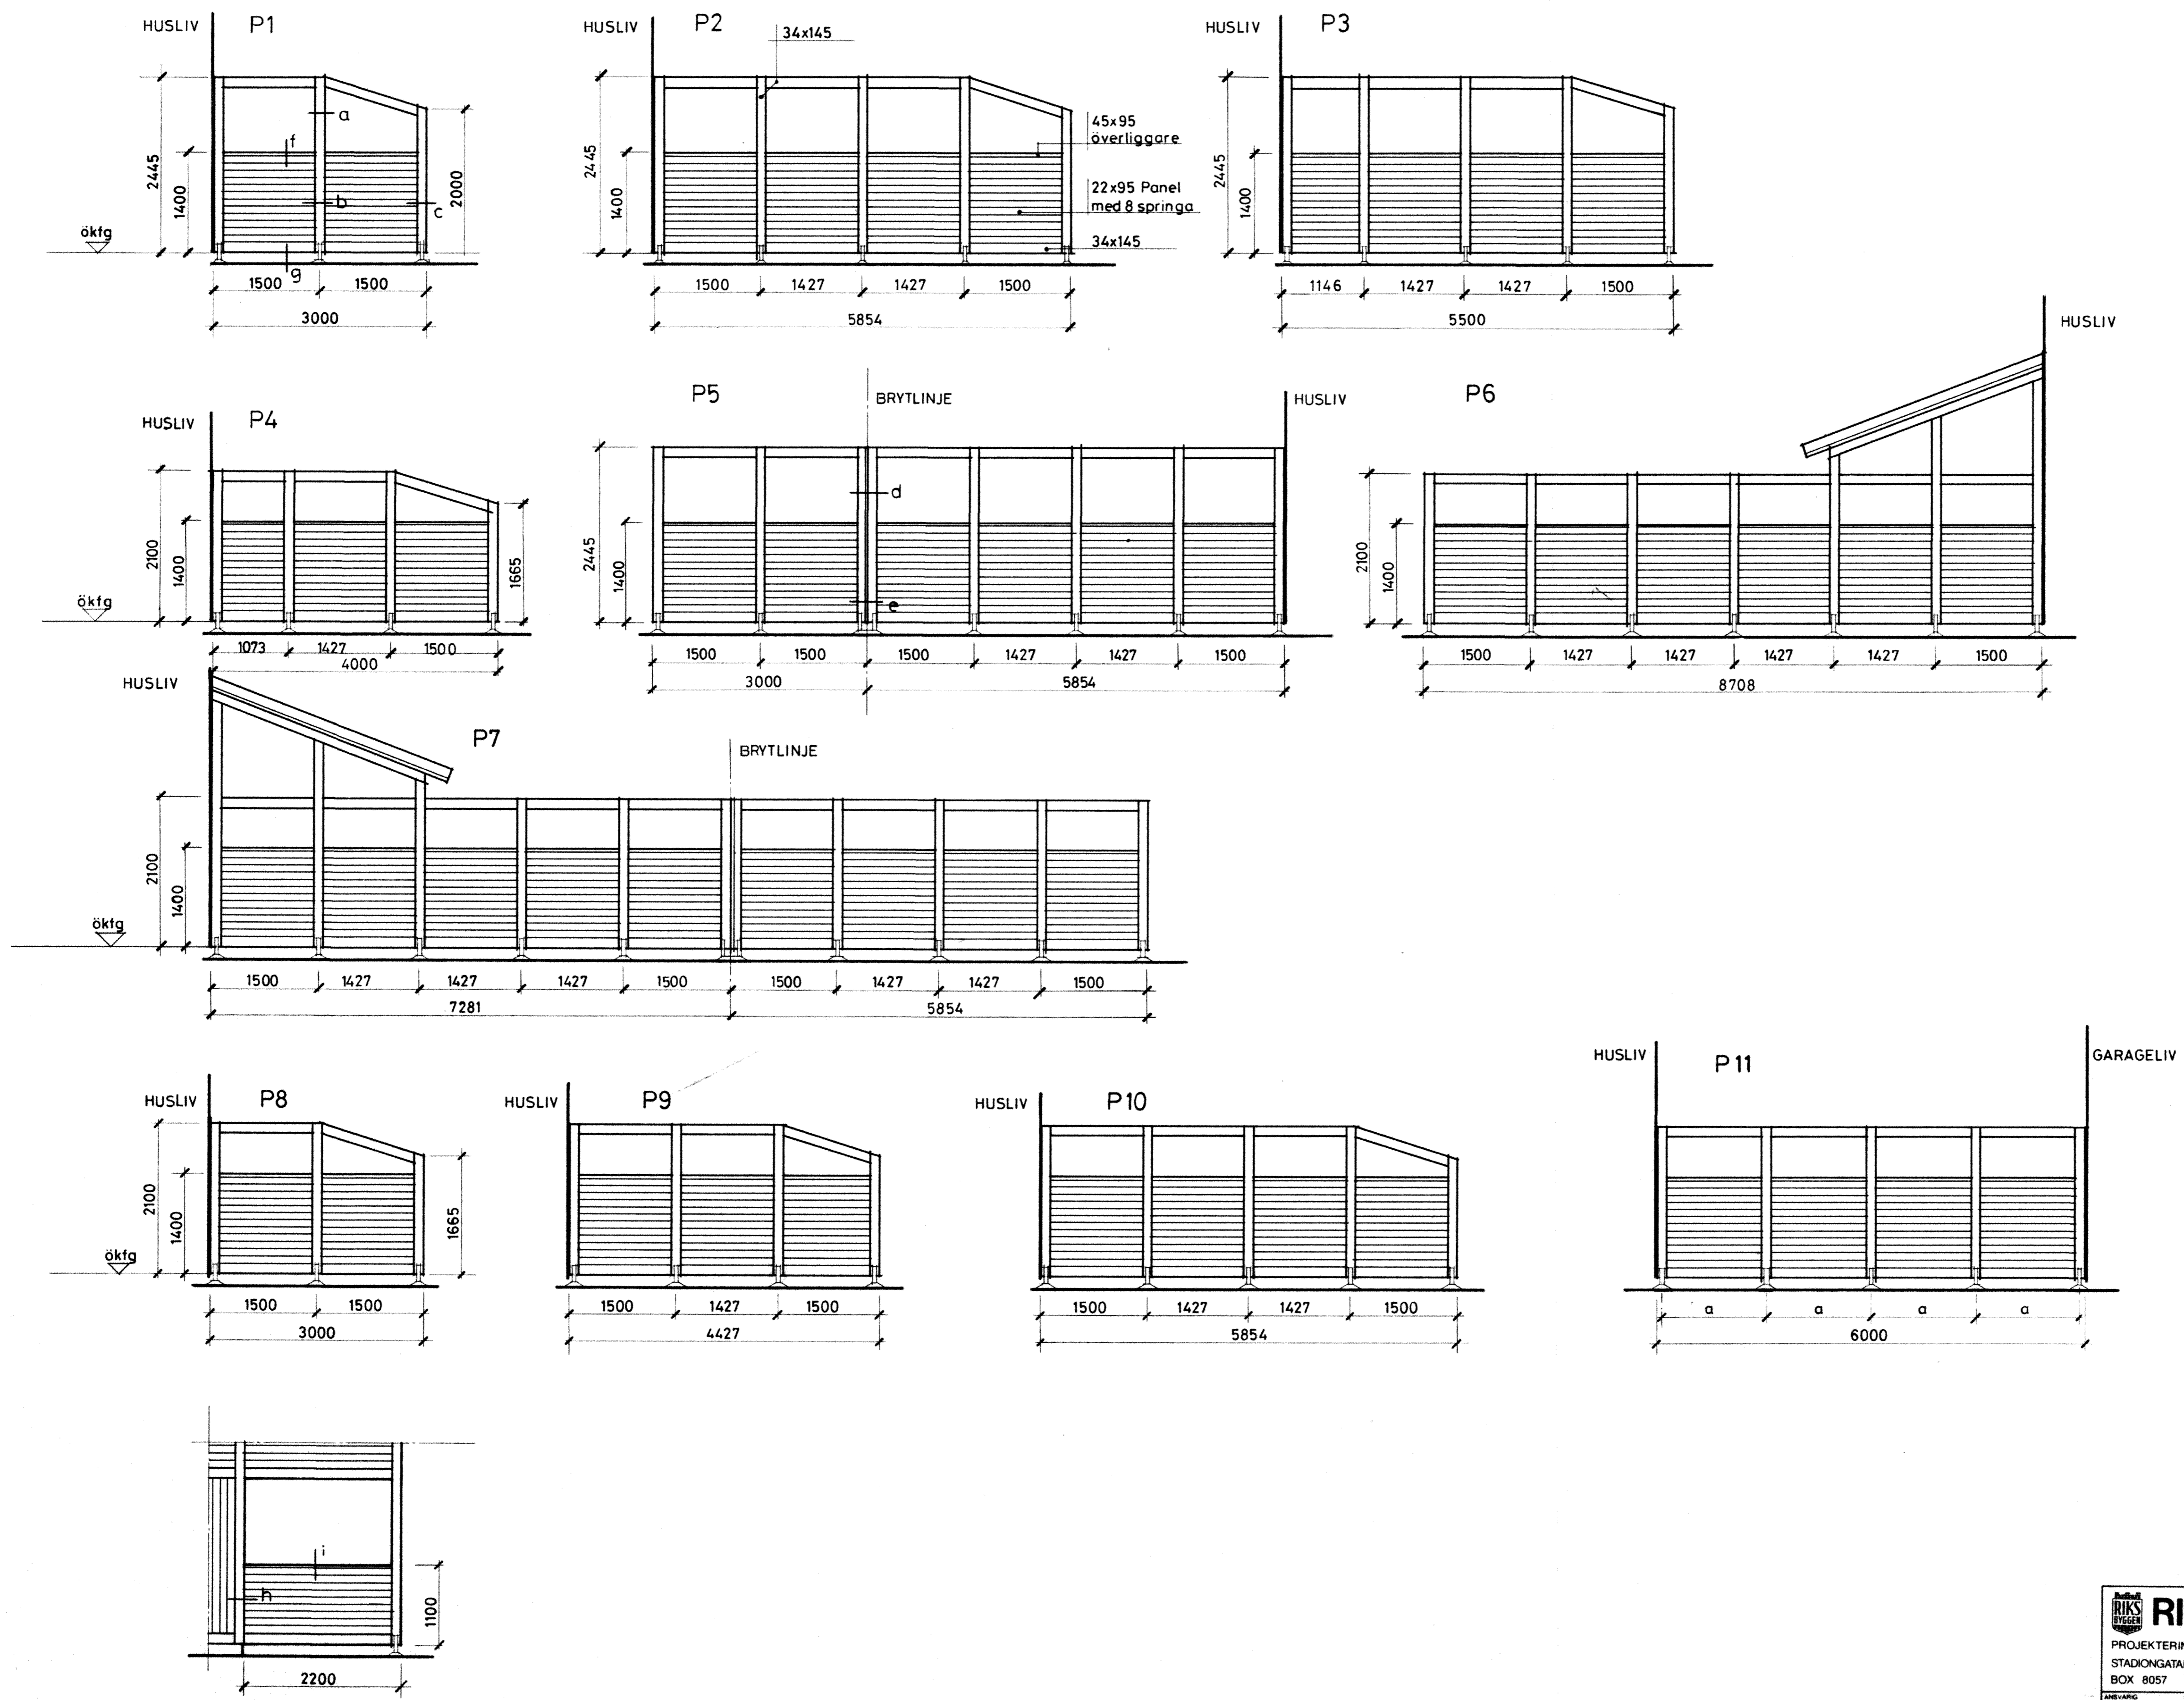 HUSLIV P1
2445
1400
2000
ökfg
a
f
b
c
g
1500 1500
3000
HUSLIV P2
34x145
2445
1400
45x95
överliggare
22x95 Panel
med 8 springa
34x145
1500 1427 1427 1500
5854
HUSLIV P3
2445
1400
1146 1427 1427 1500
5500
HUSLIV P4
2100
1400
1665
ökfg
1073 1427 1500
4000
P5
BRYTLINJE
HUSLIV
2445
1400
d
e
1500 1500 1500 1427 1427 1500
3000 5854
P6
HUSLIV
2100
1400
1500 1427 1427 1427 1427 1500
8708
HUSLIV
P7
BRYTLINJE
2100
1400
ökfg
1500 1427 1427 1427 1500 1500 1427 1427 1500
7281 5854
HUSLIV P8
2100
1400
1665
ökfg
1500 1500
3000
HUSLIV P9
1500 1427 1500
4427
HUSLIV P10
1500 1427 1427 1500
5854
HUSLIV P11 GARAGELIV
a a a a
6000
i
h
1100
2200
RIKS
BYGGEN
RI
PROJEKTERIN
STADIONGATAN
BOX 8057
ANSVARIG